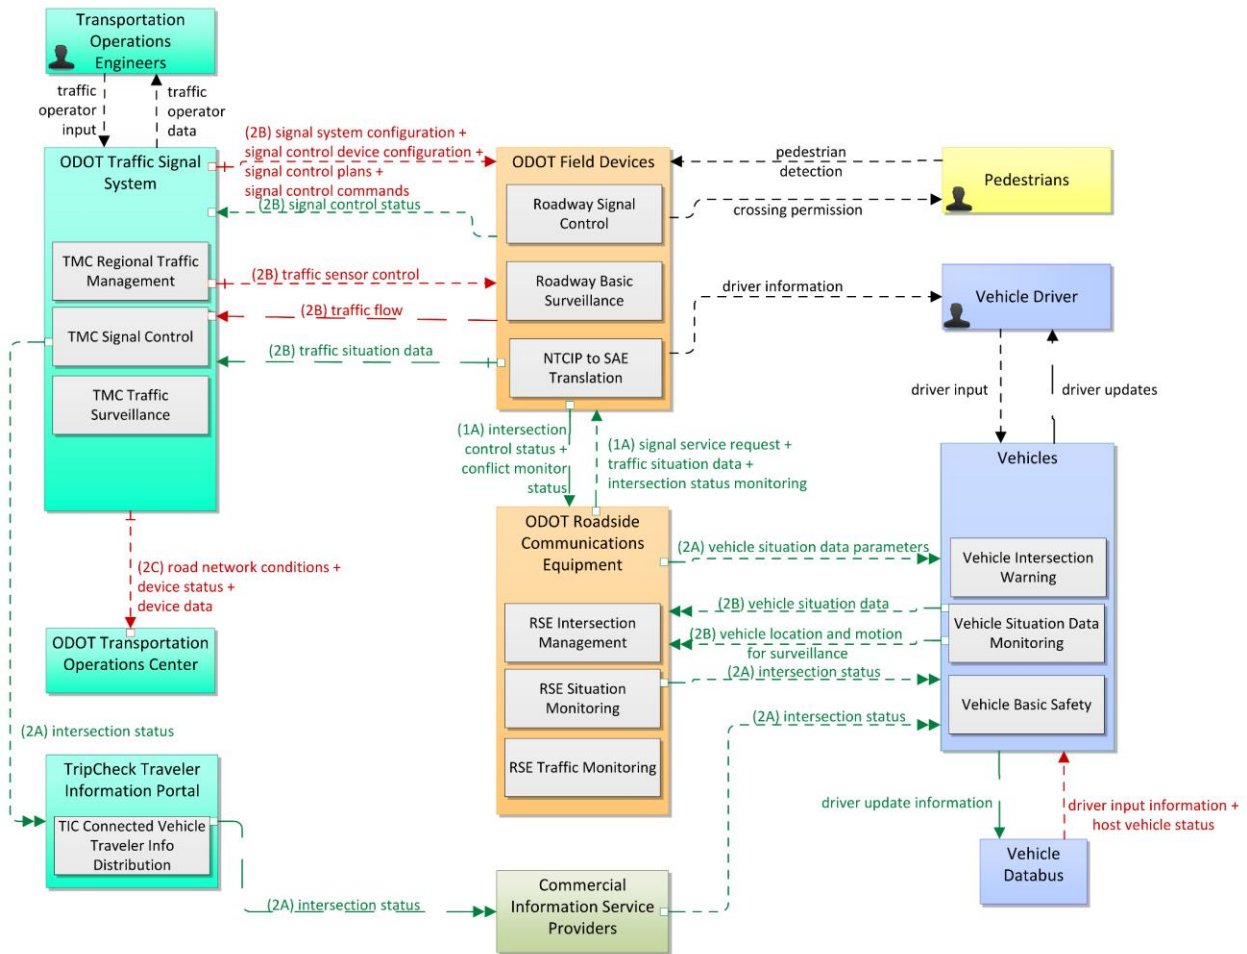 Transportation
Operations
Engineers
traffic
operator
input
traffic
operator
data
ODOT Traffic Signal
System
TMC Regional Traffic
Management
TMC Signal Control
TMC Traffic
Surveillance
(2B) signal system configuration +
signal control device configuration +
signal control plans +
signal control commands
(2B) signal control status
(2B) traffic sensor control
(2B) traffic flow
(2B) traffic situation data
ODOT Field Devices
Roadway Signal
Control
Roadway Basic
Surveillance
NTCIP to SAE
Translation
pedestrian
detection
crossing permission
Pedestrians
driver information
Vehicle Driver
driver input
driver updates
(1A) intersection
control status +
conflict monitor
status
(1A) signal service request +
traffic situation data +
intersection status monitoring
Vehicles
Vehicle Intersection
Warning
Vehicle Situation Data
Monitoring
Vehicle Basic Safety
ODOT Roadside
Communications
Equipment
RSE Intersection
Management
RSE Situation
Monitoring
RSE Traffic Monitoring
(2A) vehicle situation data parameters
(2B) vehicle situation data
(2B) vehicle location and motion
for surveillance
(2A) intersection status
(2A) intersection status
(2C) road network conditions +
device status +
device data
ODOT Transportation
Operations Center
(2A) intersection status
TripCheck Traveler
Information Portal
TIC Connected Vehicle
Traveler Info
Distribution
(2A) intersection status
Commercial
Information Service
Providers
driver update information
driver input information +
host vehicle status
Vehicle
Databus